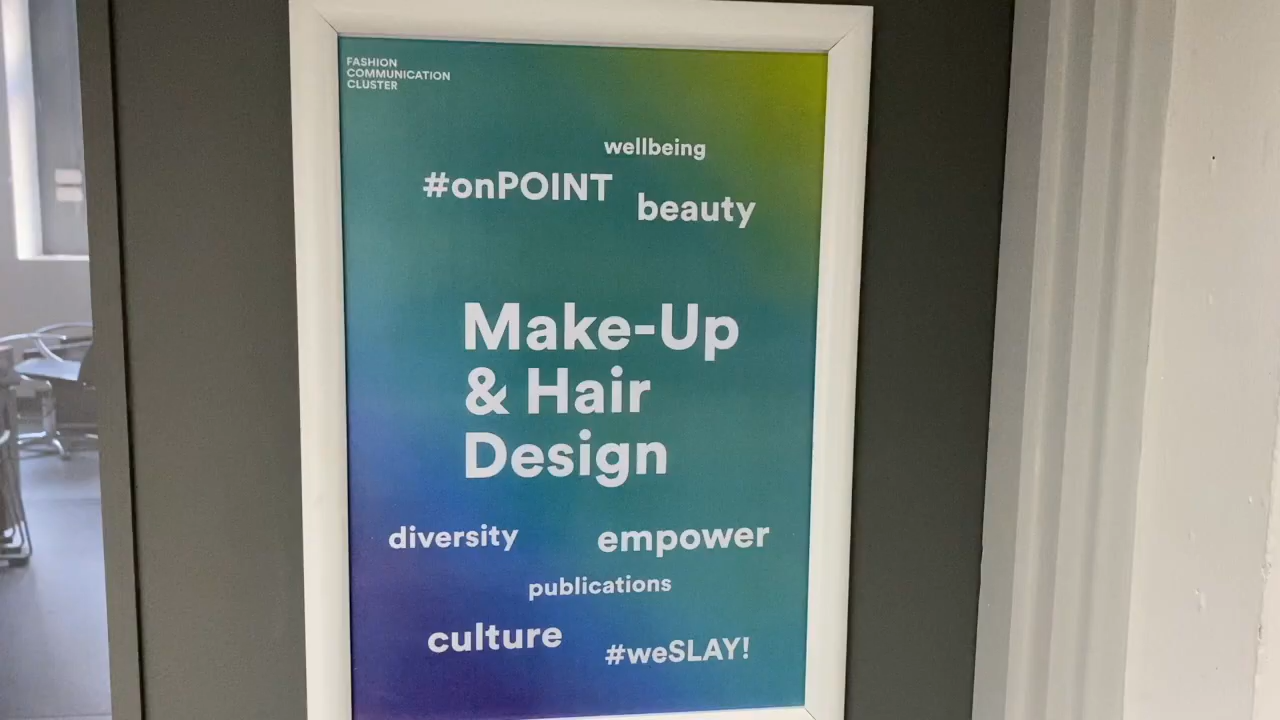 FASHION
COMMUNICATION
CLUSTER
wellbeing
#onPOINT
beauty
Make-Up
& Hair
Design
diversity
empower
publications
culture
#weSLAY!